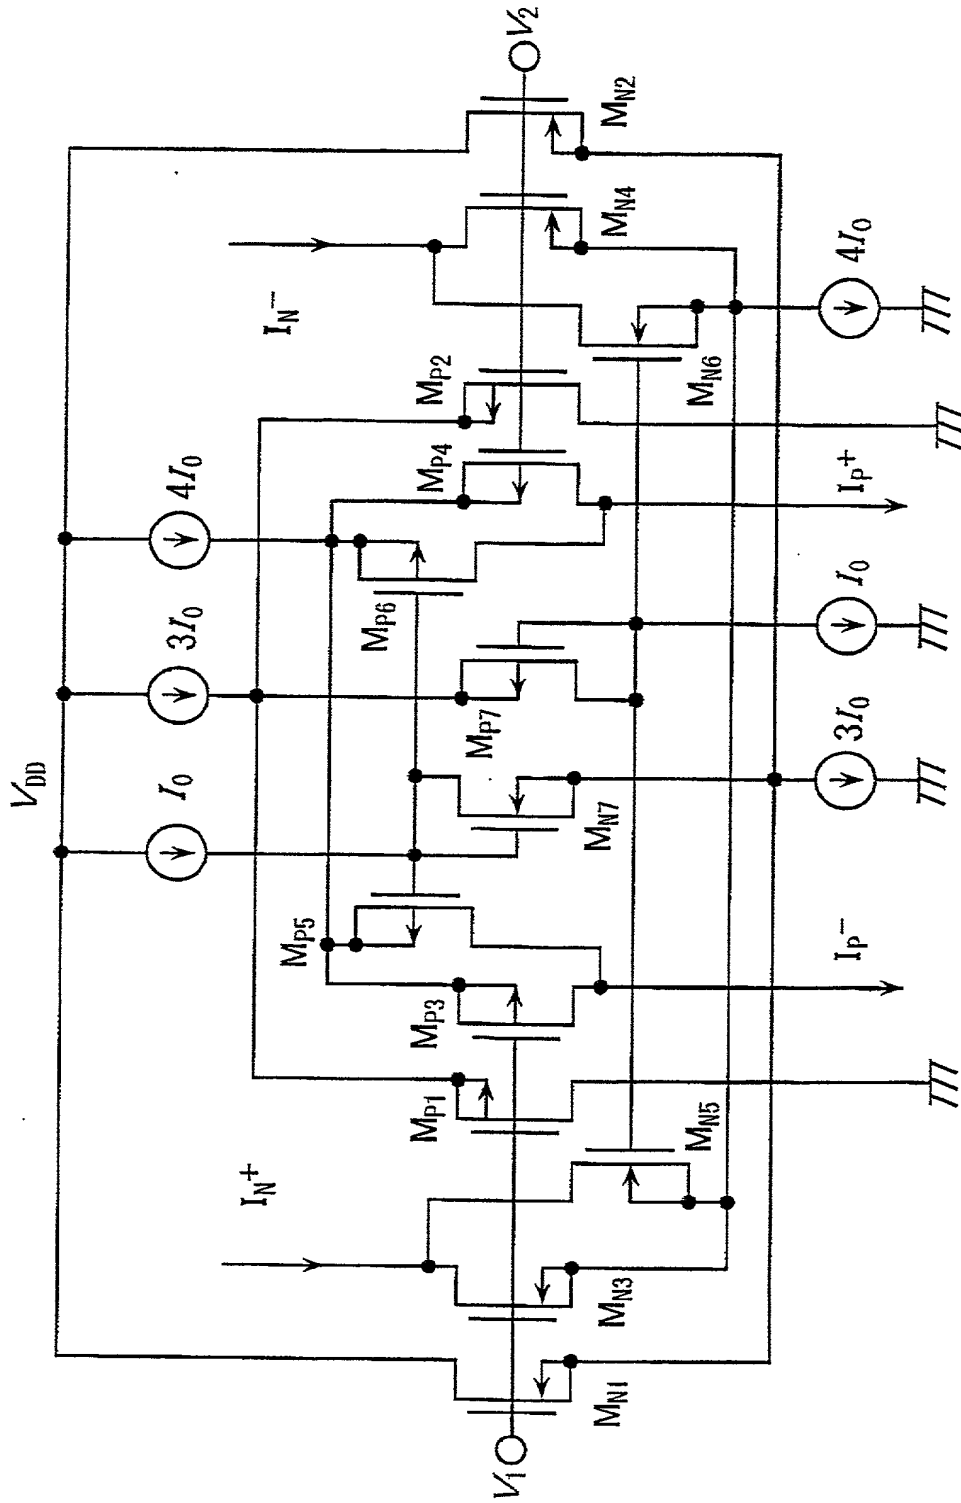 V_DD
I_0
3I_0
4I_0
I_N^+
I_N^-
M_P5
M_P6
M_P1
M_P3
M_P7
M_P4
M_P2
V_1
V_2
M_N1
M_N3
M_N5
M_N7
M_N6
M_N4
M_N2
I_P^-
3I_0
I_0
I_P^+
4I_0